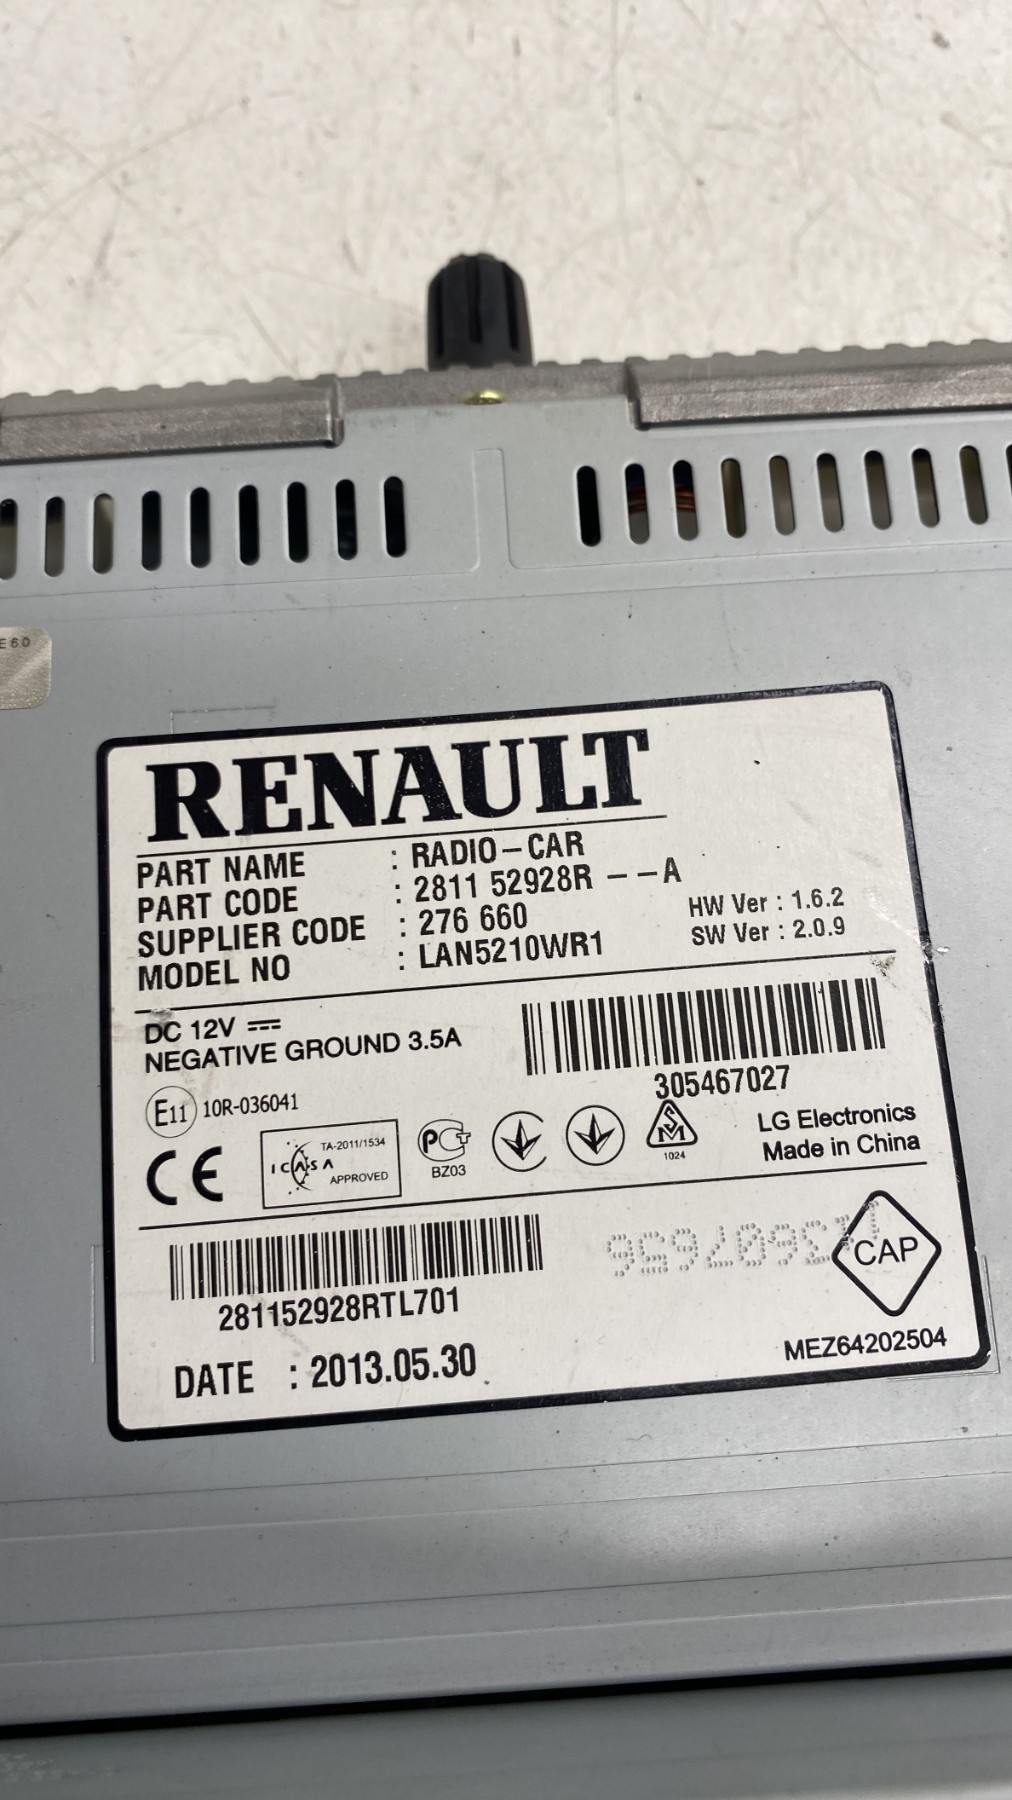 E60
RENAULT
PART NAME : RADIO-CAR
PART CODE : 2811 52928R --A
SUPPLIER CODE : 276 660
MODEL NO : LAN5210WR1
HW Ver : 1.6.2
SW Ver : 2.0.9
DC 12V
NEGATIVE GROUND 3.5A
305467027
E11 10R-036041
LG Electronics
Made in China
CE
TA-2011/1534
ICASA
APPROVED
PCT
BZ03
SM
1024
281152928RTL701
CAP
DATE : 2013.05.30
MEZ64202504